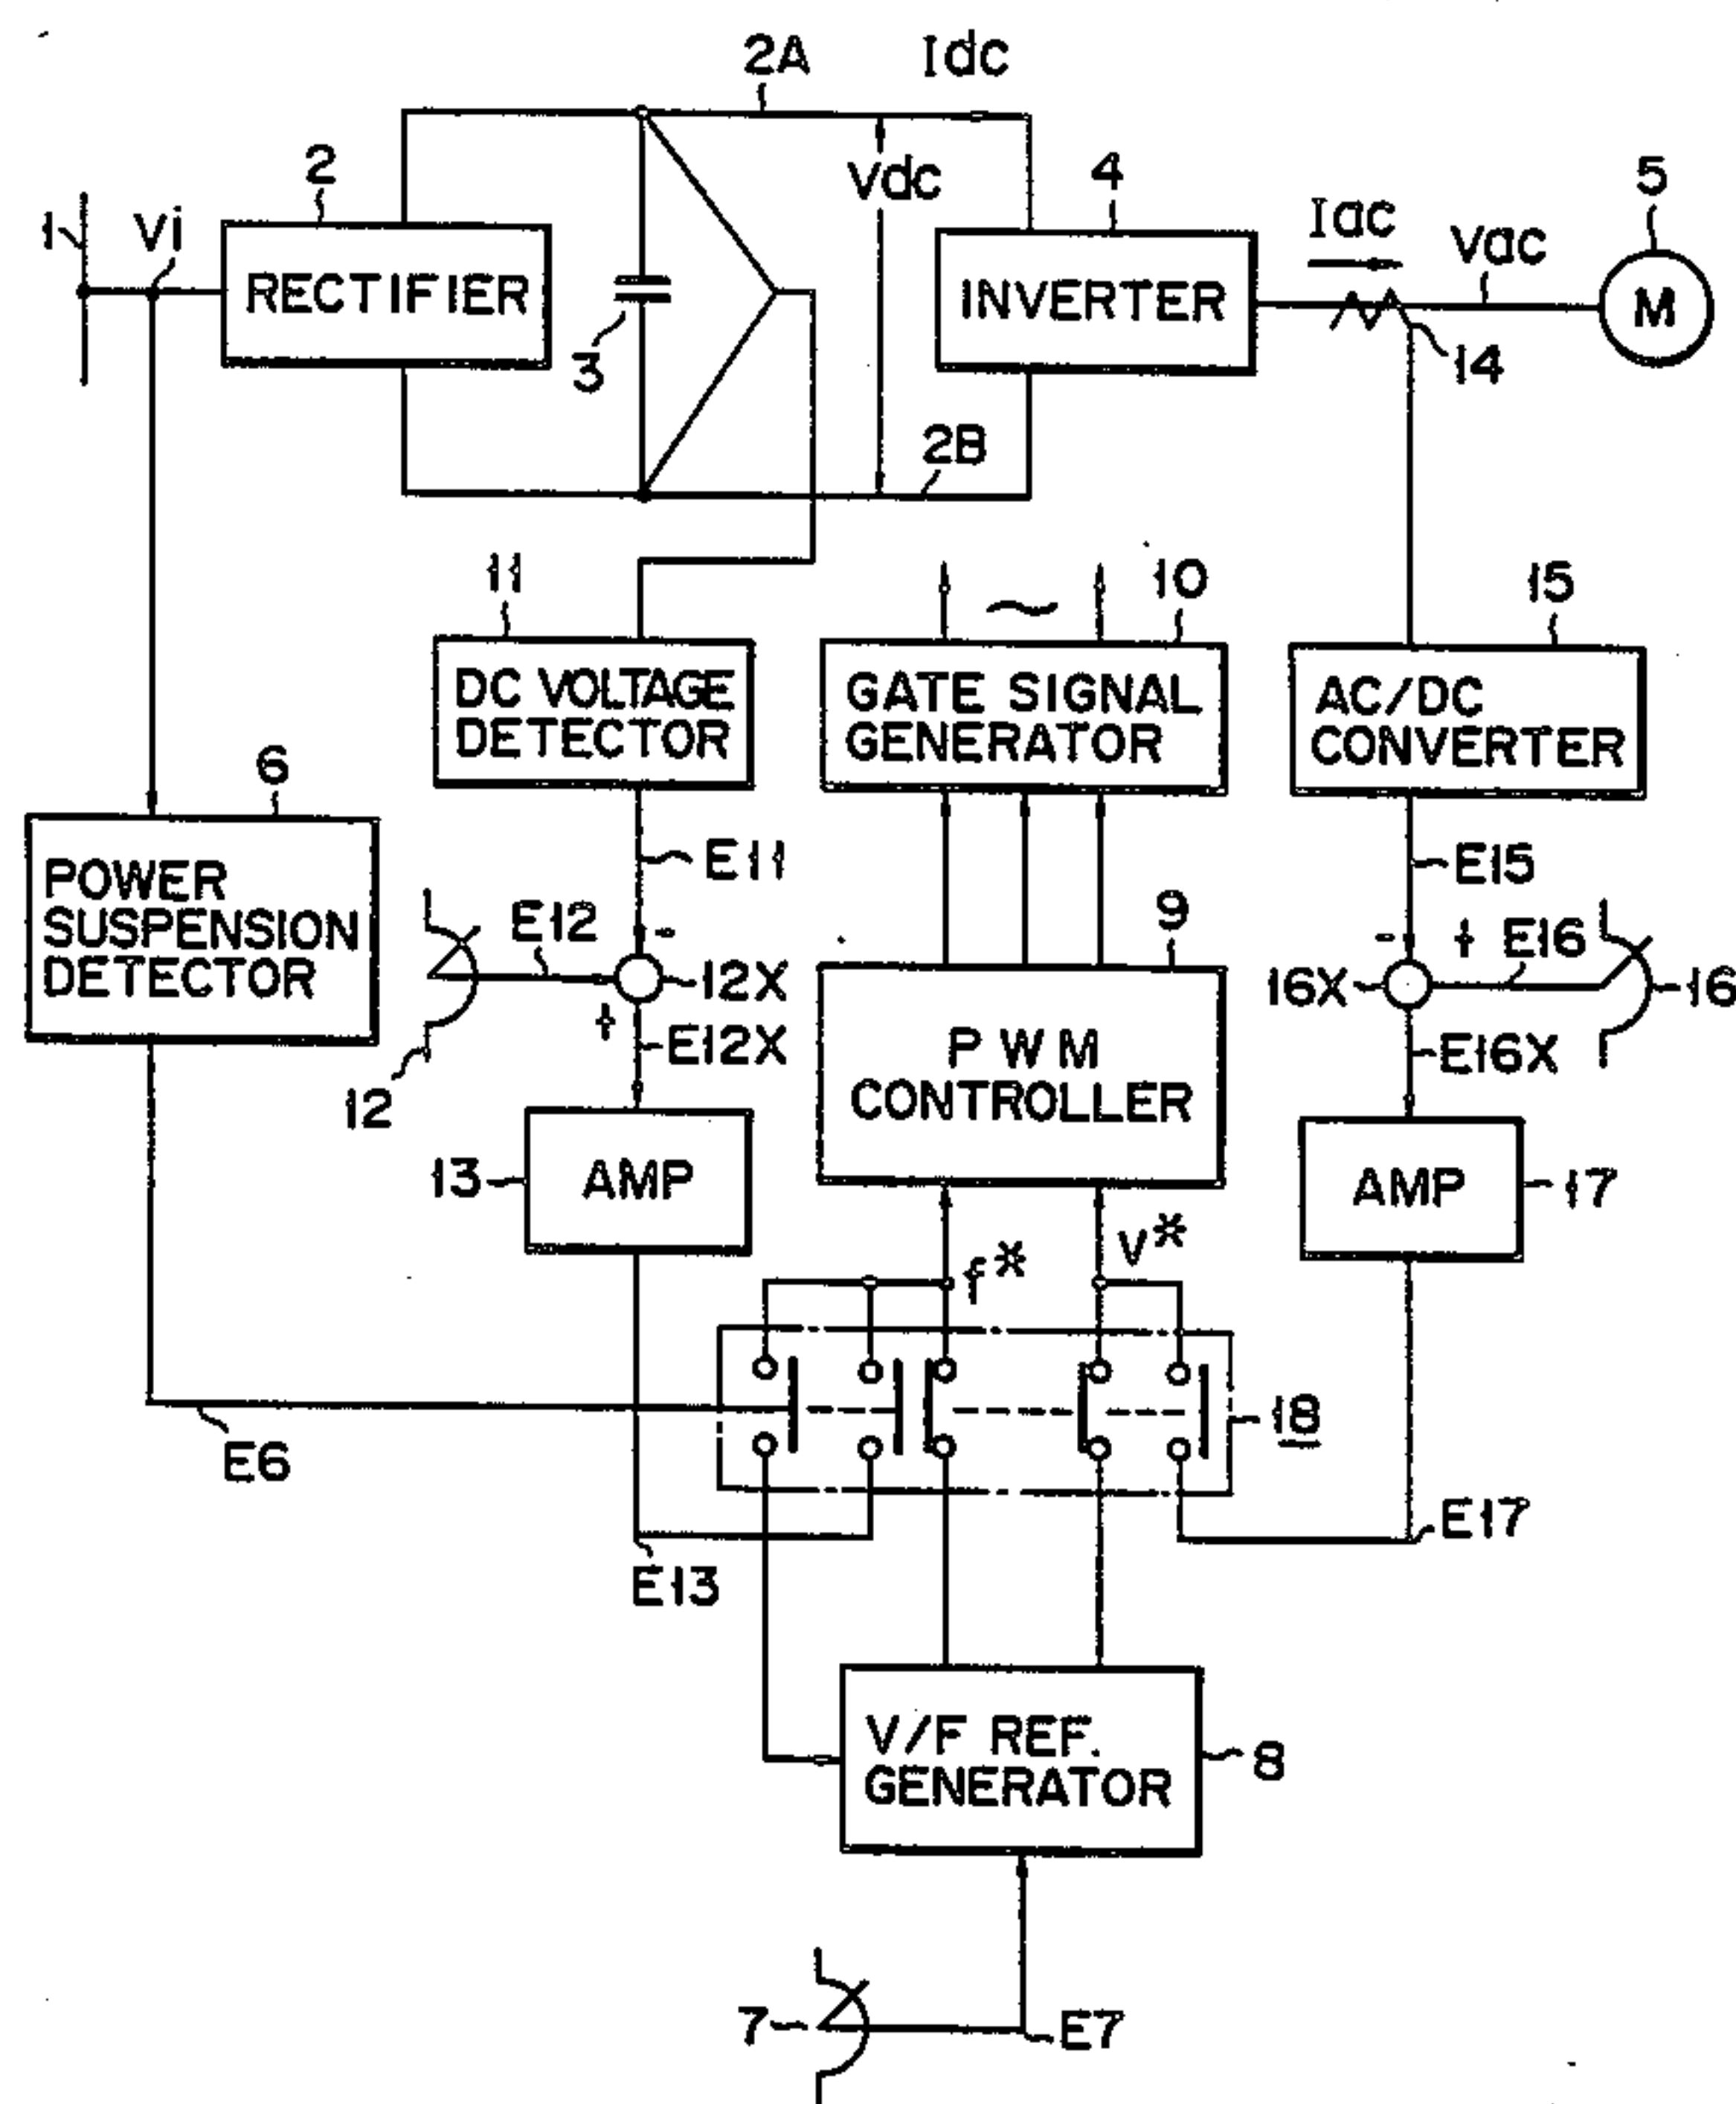 2A
Idc
2
Vdc
4
5
1
Vi
Iac
Vac
RECTIFIER
INVERTER
M
3
14
2B
11
10
15
DC VOLTAGE
DETECTOR
GATE SIGNAL
GENERATOR
AC/DC
CONVERTER
6
E11
E15
POWER
SUSPENSION
DETECTOR
E12
-
9
-
+
E16
12X
16X
16
+
E12X
PWM
CONTROLLER
E16X
12
13
AMP
AMP
17
f*
V*
18
E6
E17
E13
V/F REF.
GENERATOR
8
7
E7